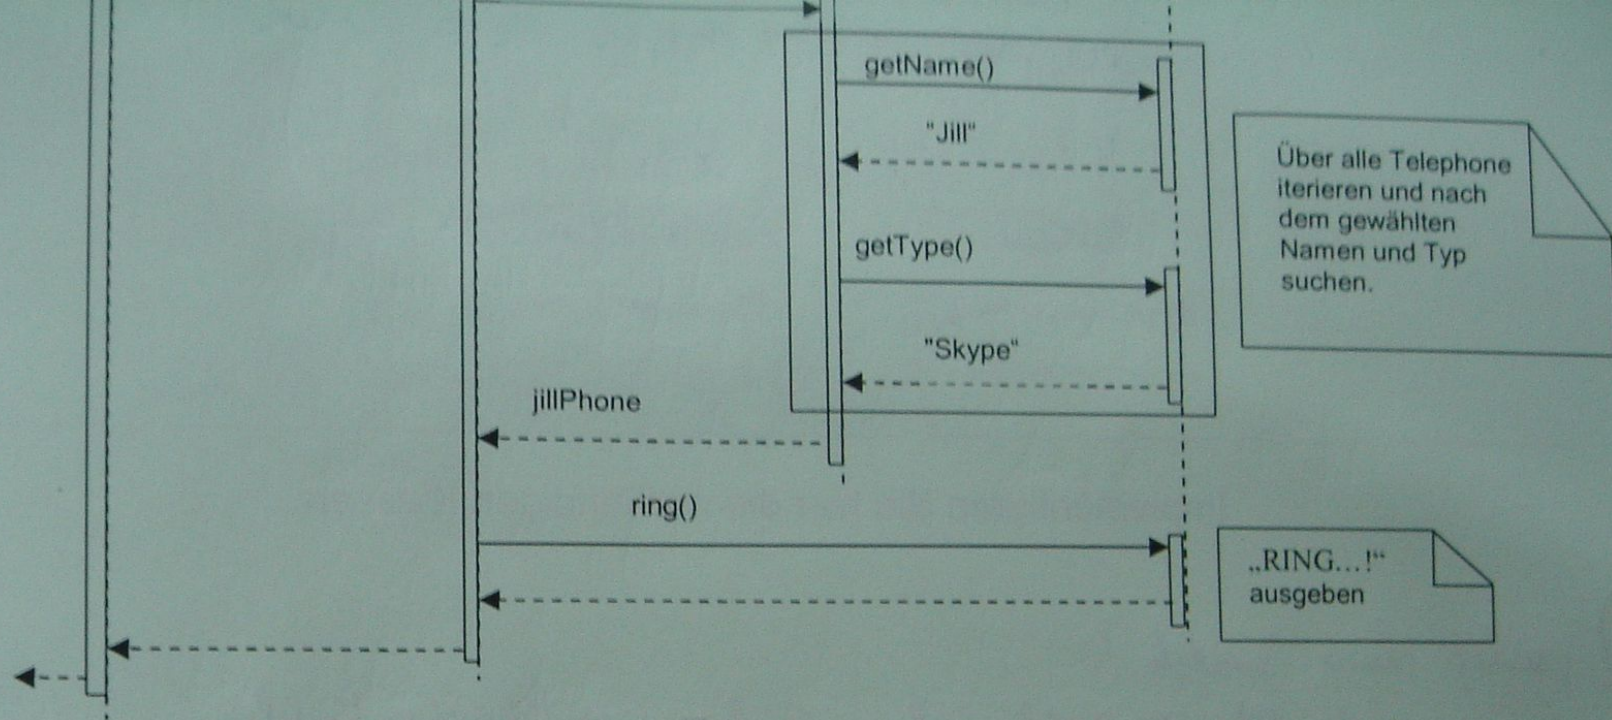 getName()
"Jill“
getType()
"Skype“
jillPhone
ring()
Über alle Telephone
iterieren und nach
dem gewählten
Namen und Typ
suchen.
„RING...!“
ausgeben